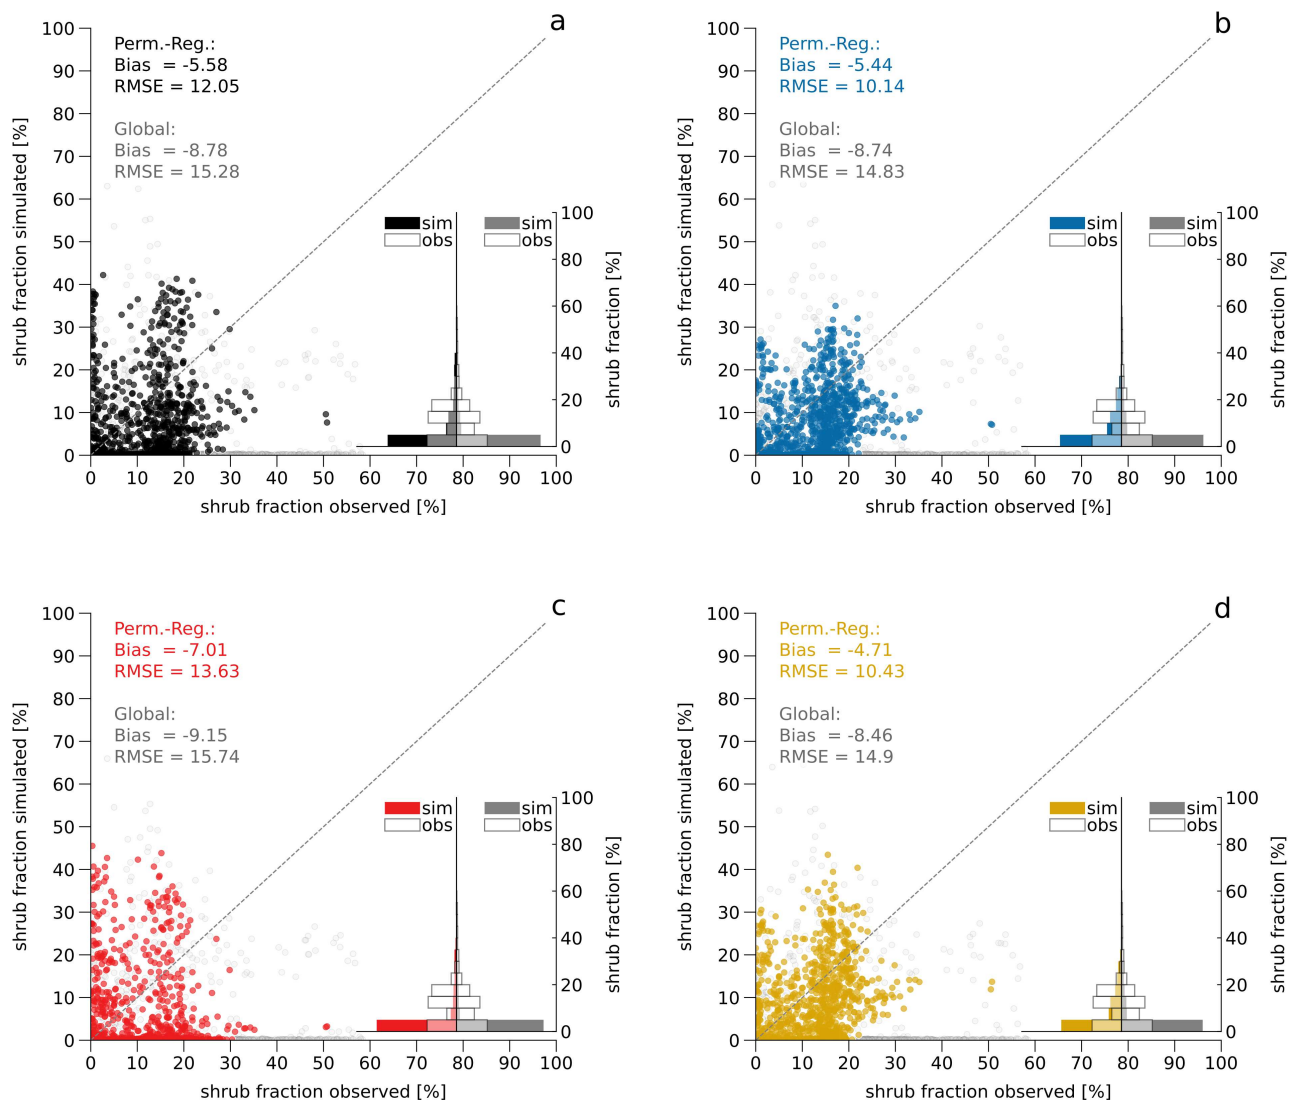 a
100
90
80
70
60
50
40
30
20
10
0
shrub fraction simulated [%]
Perm.-Reg.:
Bias = -5.58
RMSE = 12.05
Global:
Bias = -8.78
RMSE = 15.28
sim
obs
sim
obs
100
80
60
40
20
0
shrub fraction [%]
0 10 20 30 40 50 60 70 80 90 100
shrub fraction observed [%]
b
100
90
80
70
60
50
40
30
20
10
0
shrub fraction simulated [%]
Perm.-Reg.:
Bias = -5.44
RMSE = 10.14
Global:
Bias = -8.74
RMSE = 14.83
sim
obs
sim
obs
100
80
60
40
20
0
shrub fraction [%]
0 10 20 30 40 50 60 70 80 90 100
shrub fraction observed [%]
c
100
90
80
70
60
50
40
30
20
10
0
shrub fraction simulated [%]
Perm.-Reg.:
Bias = -7.01
RMSE = 13.63
Global:
Bias = -9.15
RMSE = 15.74
sim
obs
sim
obs
100
80
60
40
20
0
shrub fraction [%]
0 10 20 30 40 50 60 70 80 90 100
shrub fraction observed [%]
d
100
90
80
70
60
50
40
30
20
10
0
shrub fraction simulated [%]
Perm.-Reg.:
Bias = -4.71
RMSE = 10.43
Global:
Bias = -8.46
RMSE = 14.9
sim
obs
sim
obs
100
80
60
40
20
0
shrub fraction [%]
0 10 20 30 40 50 60 70 80 90 100
shrub fraction observed [%]